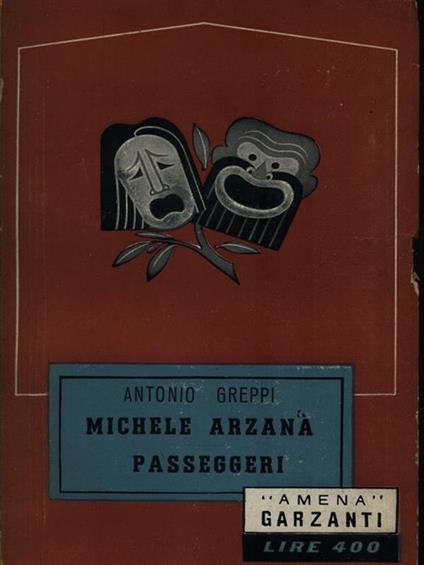 ANTONIO GREPPI
MICHELE ARZANÀ
PASSEGGERI
"AMENA"
GARZANTI
LIRE 400